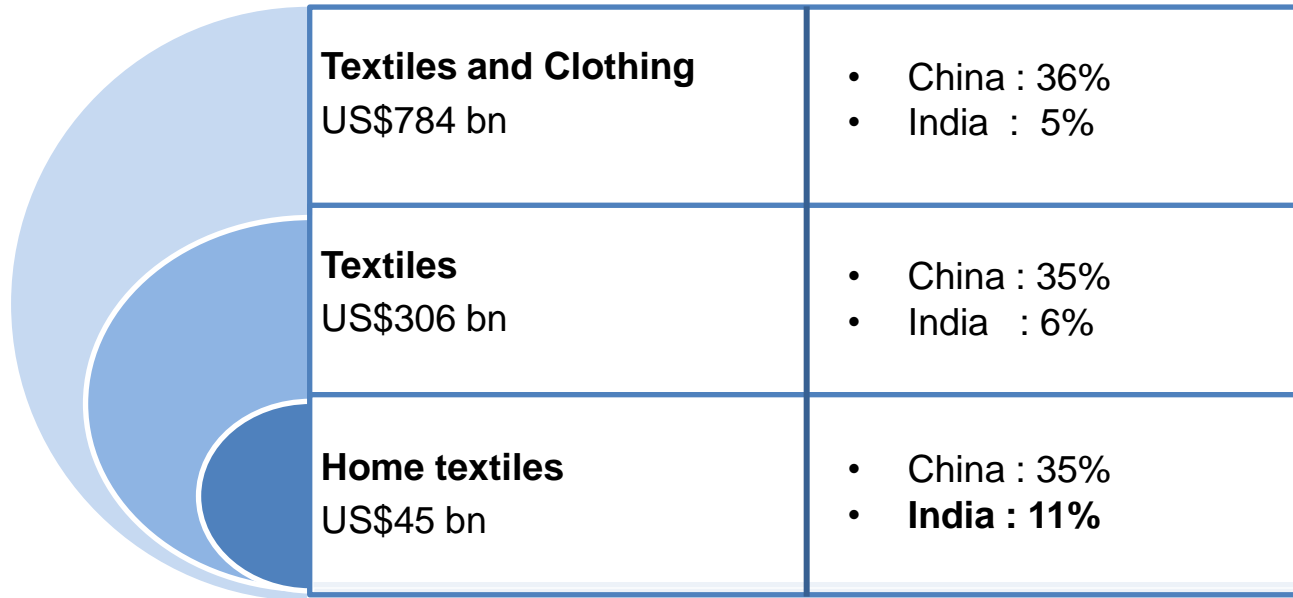 Textiles and Clothing
US$784 bn
• China : 36%
• India : 5%
Textiles
US$306 bn
• China : 35%
• India : 6%
Home textiles
US$45 bn
• China : 35%
• India : 11%